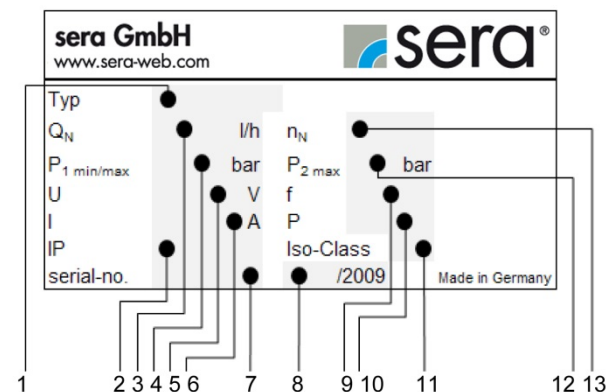 sera GmbH
www.sera-web.com
sera®
Typ
QN l/h nN
P1 min/max bar P2 max bar
U V f
I A P
IP Iso-Class
serial-no. /2009 Made in Germany
1 2 3 4 5 6 7 8 9 10 11 12 13